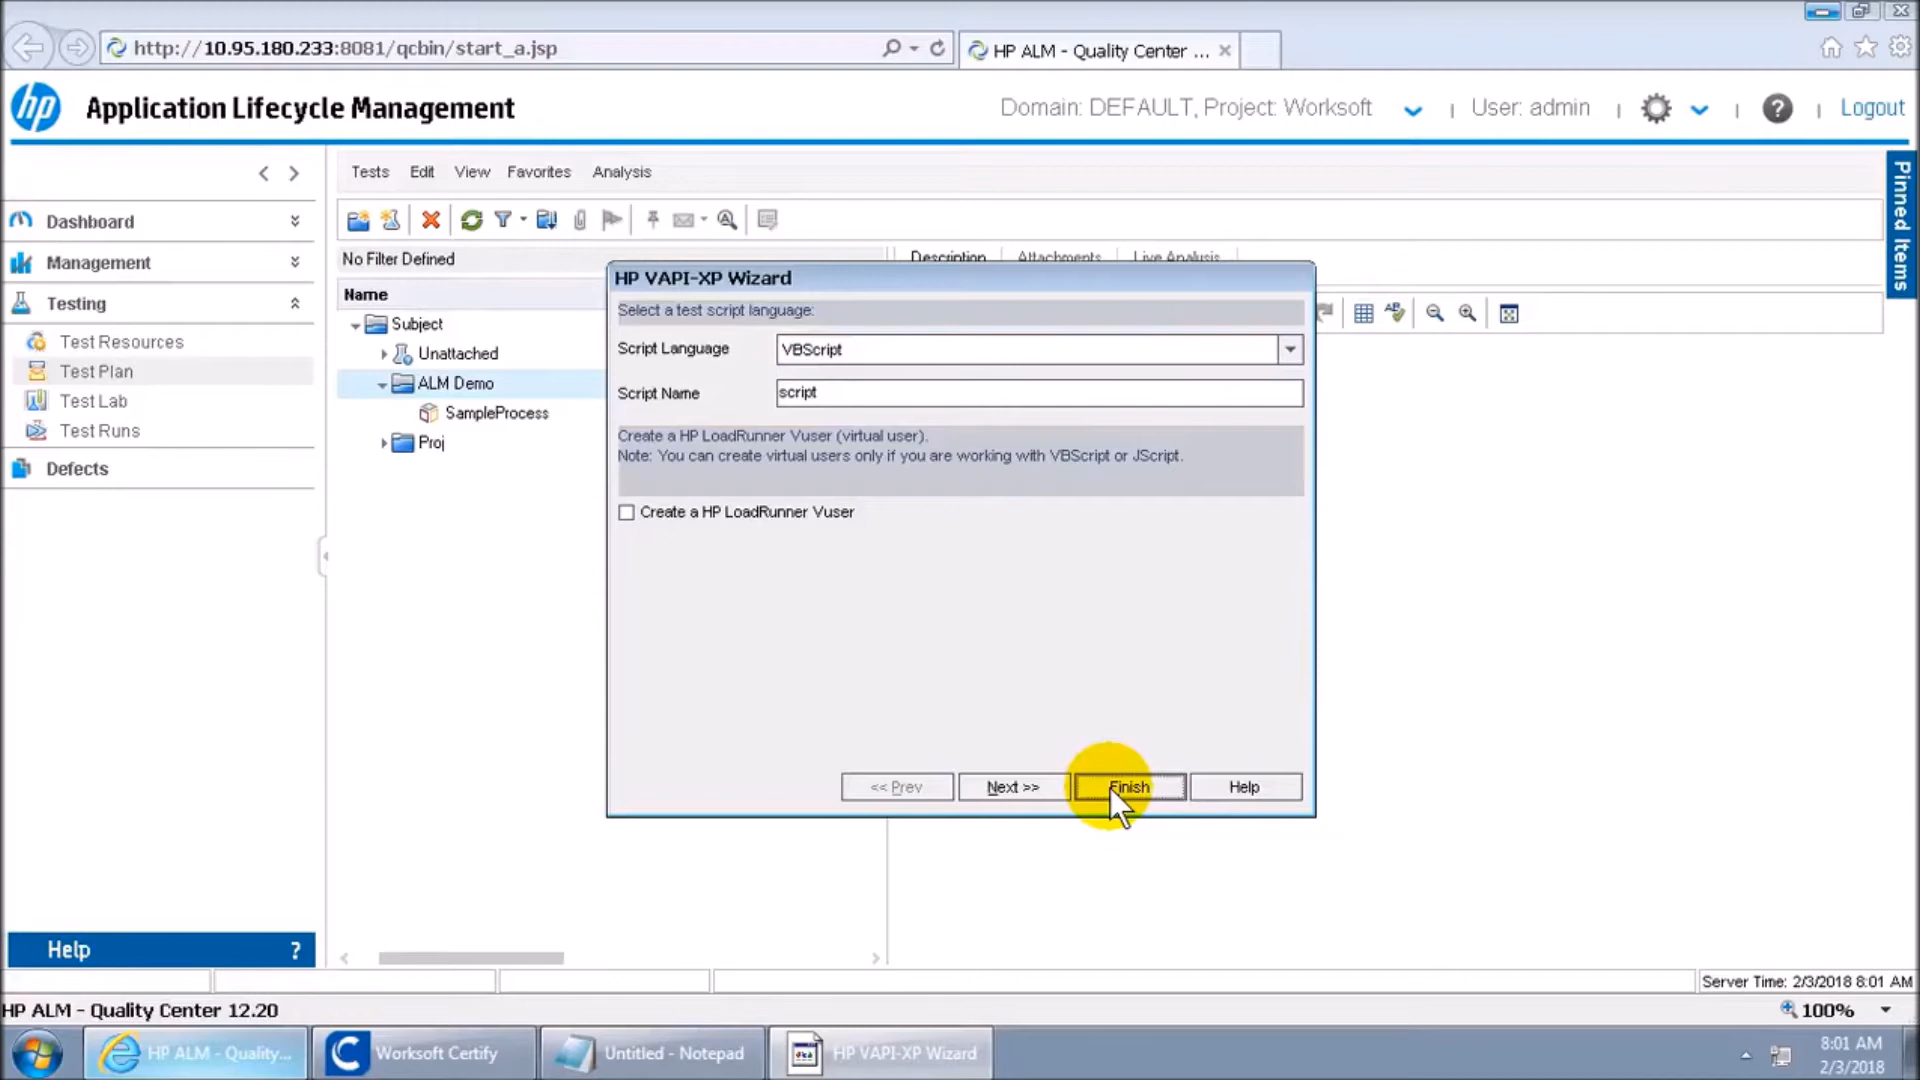 http://10.95.180.233:8081/qcbin/start_a.jsp
HP ALM - Quality Center ...
hp
Application Lifecycle Management
Domain: DEFAULT, Project: Worksoft
User: admin
Logout
Tests Edit View Favorites Analysis
Pinned Items
Dashboard
Management
Testing
Test Resources
Test Plan
Test Lab
Test Runs
Defects
No Filter Defined
Description Attachments Live Analysis
Name
Subject
Unattached
ALM Demo
SampleProcess
Proj
HP VAPI-XP Wizard
Select a test script language:
Script Language VBScript
Script Name script
Create a HP LoadRunner Vuser (virtual user).
Note: You can create virtual users only if you are working with VBScript or JScript.
Create a HP LoadRunner Vuser
<< Prev Next >> Finish Help
Help ?
Server Time: 2/3/2018 8:01 AM
HP ALM - Quality Center 12.20
100%
HP ALM - Quality...
Worksoft Certify
Untitled - Notepad
HP VAPI-XP Wizard
8:01 AM
2/3/2018